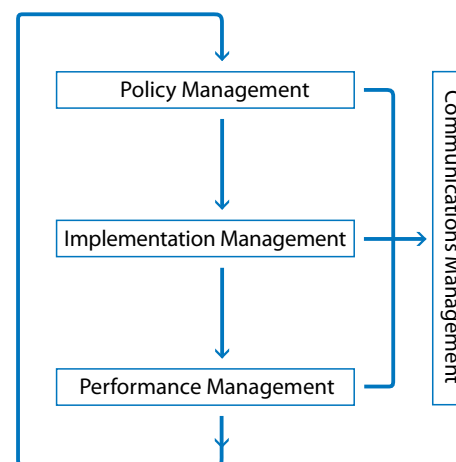 Policy Management
Implementation Management
Performance Management
Communications Management